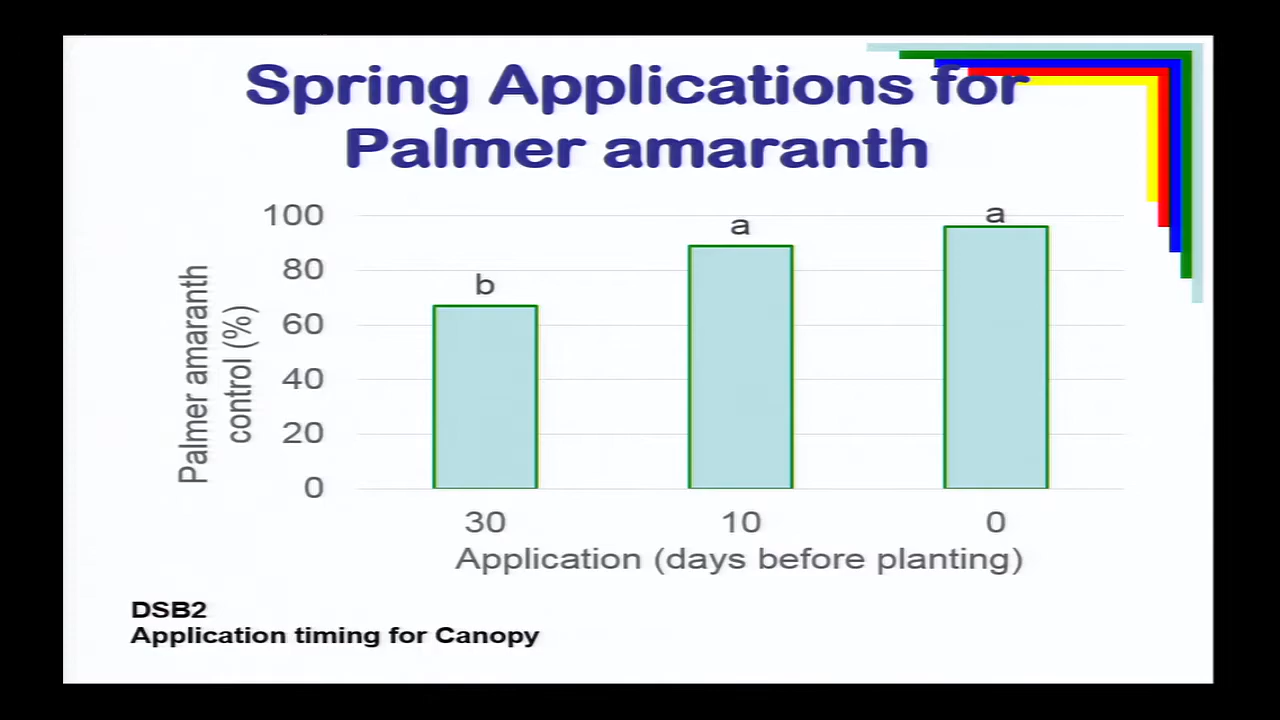 Spring Applications for
Palmer amaranth
Palmer amaranth
control (%)
100
80
60
40
20
0
b
a
a
30
10
0
Application (days before planting)
DSB2
Application timing for Canopy